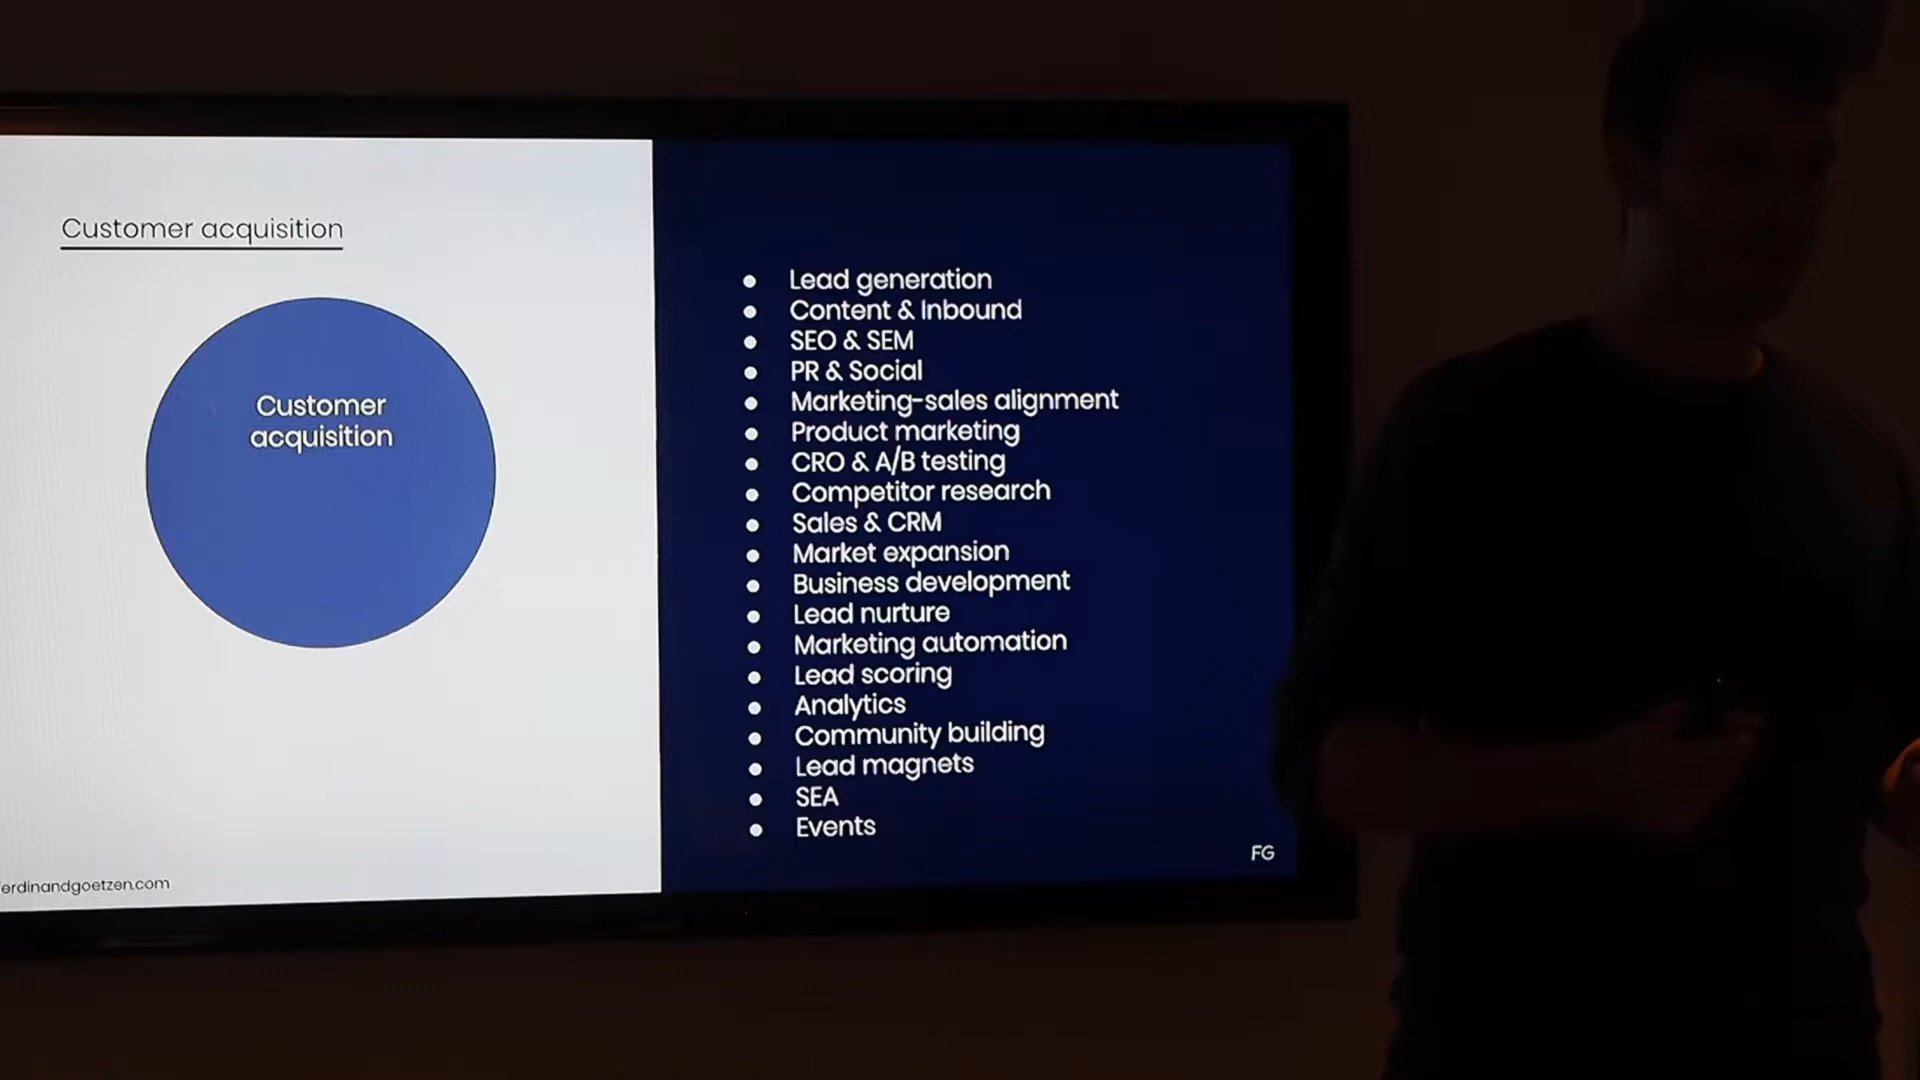 Customer acquisition
Customer
acquisition
• Lead generation
• Content & Inbound
• SEO & SEM
• PR & Social
• Marketing-sales alignment
• Product marketing
• CRO & A/B testing
• Competitor research
• Sales & CRM
• Market expansion
• Business development
• Lead nurture
• Marketing automation
• Lead scoring
• Analytics
• Community building
• Lead magnets
• SEA
• Events
erdinandgoetzen.com
FG